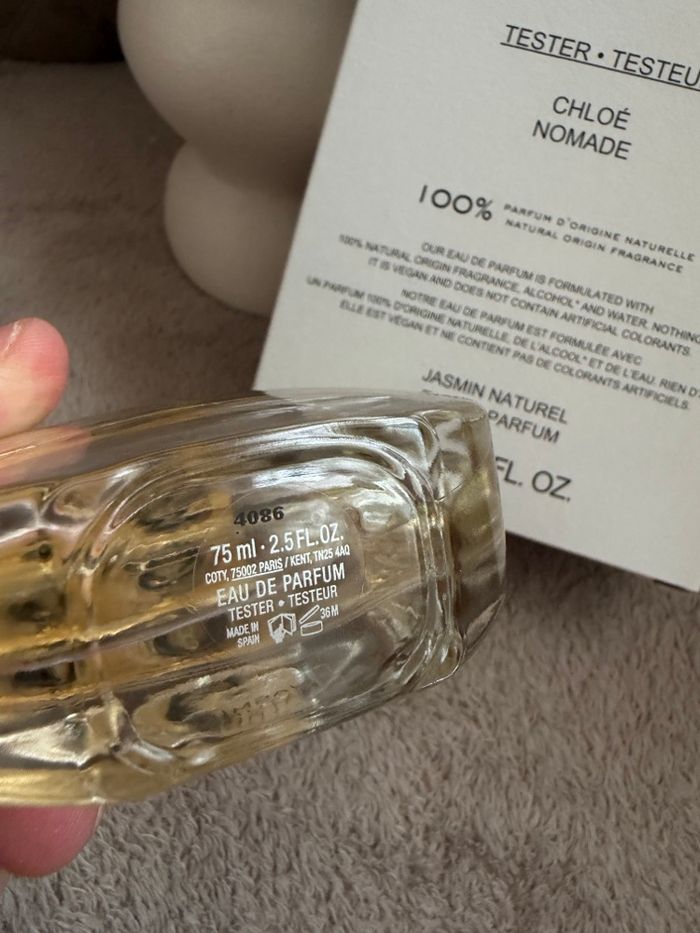 TESTER • TESTEU
CHLOÉ
NOMADE
100% PARFUM D'ORIGINE NATURELLE
NATURAL ORIGIN FRAGRANCE
OUR EAU DE PARFUM IS FORMULATED WITH
100% NATURAL ORIGIN FRAGRANCE, ALCOHOL* AND WATER. NOTHING
IT IS VEGAN AND DOES NOT CONTAIN ARTIFICIAL COLORANTS.
NOTRE EAU DE PARFUM EST FORMULÉE AVEC
UN PARFUM 100% D'ORIGINE NATURELLE, DE L'ALCOOL* ET DE L'EAU. RIEN D'
ELLE EST VEGAN ET NE CONTIENT PAS DE COLORANTS ARTIFICIELS.
JASMIN NATUREL
PARFUM
FL. OZ.
4086
75 ml • 2.5 FL. OZ.
COTY, 75002 PARIS / KENT, TN25 4AQ
EAU DE PARFUM
TESTER • TESTEUR
MADE IN
SPAIN
36M